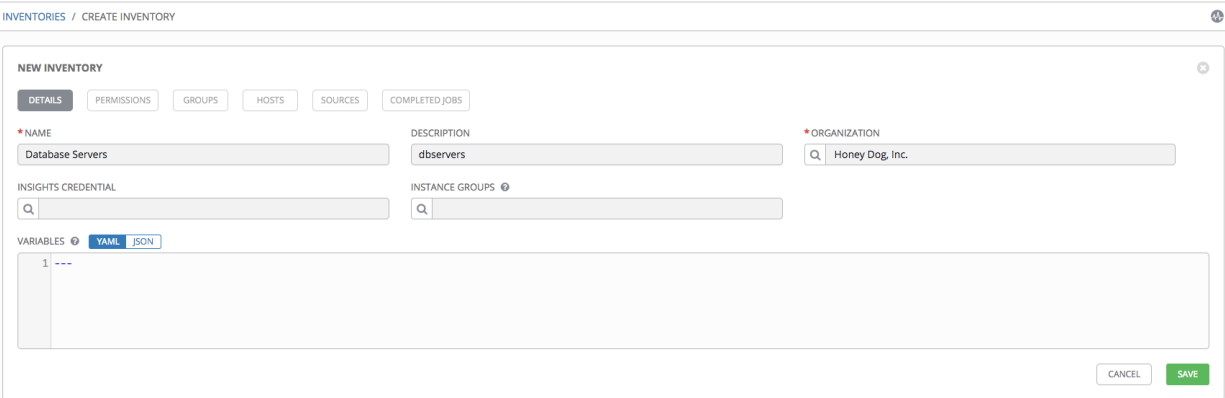 INVENTORIES / CREATE INVENTORY
NEW INVENTORY
DETAILS PERMISSIONS GROUPS HOSTS SOURCES COMPLETED JOBS
* NAME DESCRIPTION * ORGANIZATION
Database Servers dbservers Honey Dog, Inc.
INSIGHTS CREDENTIAL INSTANCE GROUPS ?
VARIABLES ? YAML JSON
1 ---
CANCEL SAVE